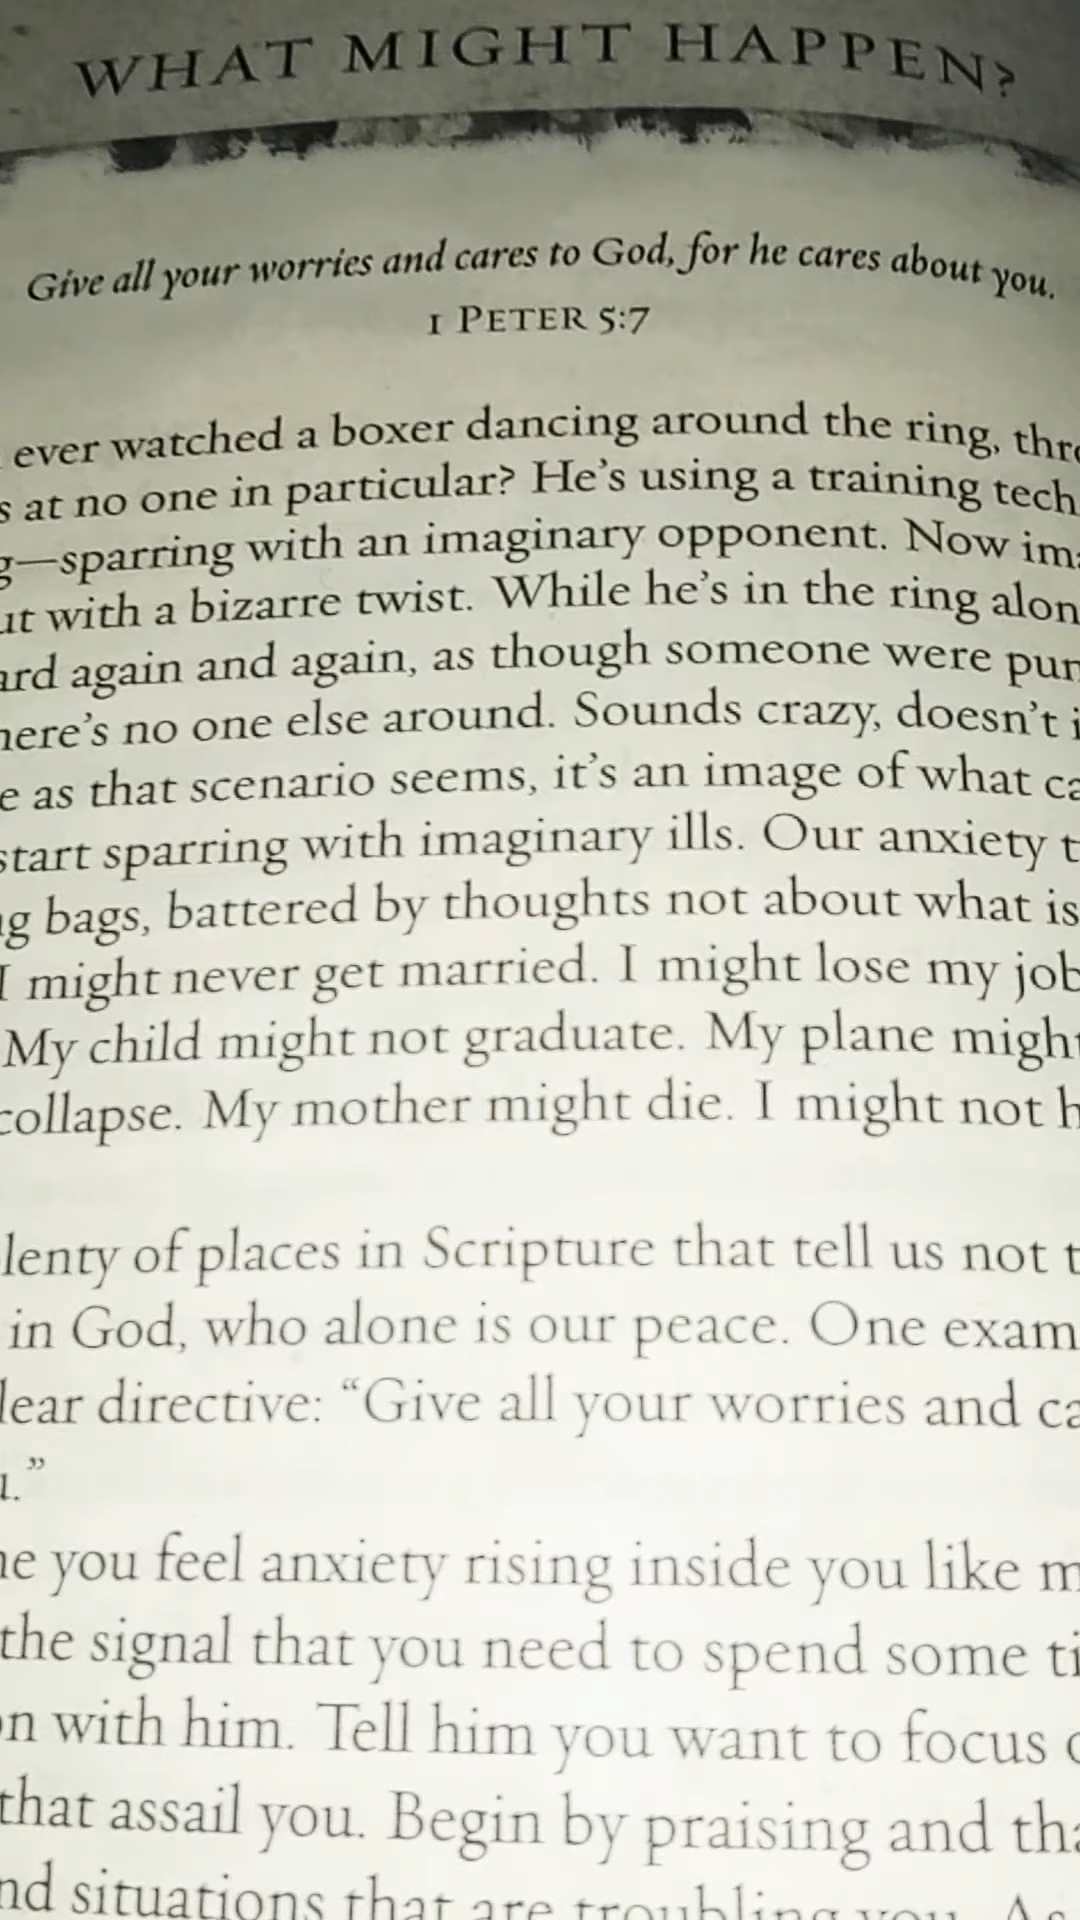 WHAT MIGHT HAPPEN?
Give all your worries and cares to God, for he cares about you.
1 PETER 5:7
ever watched a boxer dancing around the ring,
at no one in particular? He's using a training
—sparring with an imaginary opponent. Now
with a bizarre twist. While he's in the ring
again and again, as though someone were
no one else around. Sounds crazy, doesn't
as that scenario seems, it's an image of what
start sparring with imaginary ills. Our anxiety
bags, battered by thoughts not about what is
I might never get married. I might lose my job
My child might not graduate. My plane might
collapse. My mother might die. I might not
of places in Scripture that tell us not
in God, who alone is our peace. One
directive: “Give all your worries and
”
you feel anxiety rising inside you like
the signal that you need to spend some
with him. Tell him you want to focus
that assail you. Begin by praising and
situations that are troubling you. As